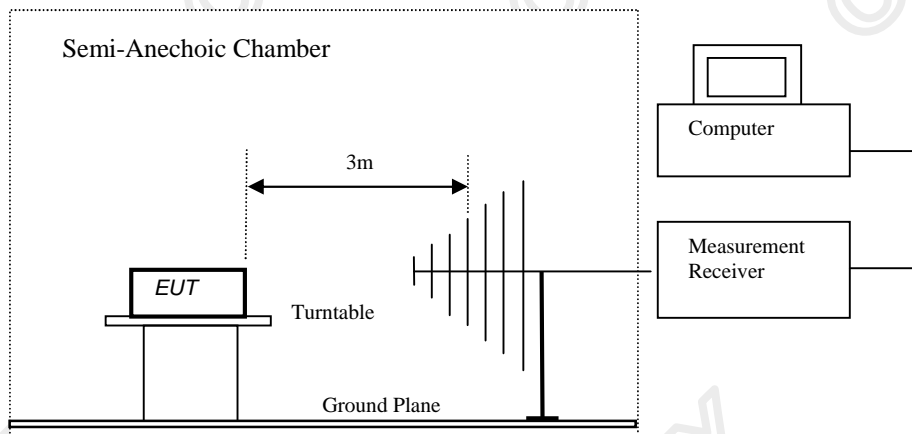 Semi-Anechoic Chamber
3m
EUT
Turntable
Ground Plane
Computer
Measurement
Receiver